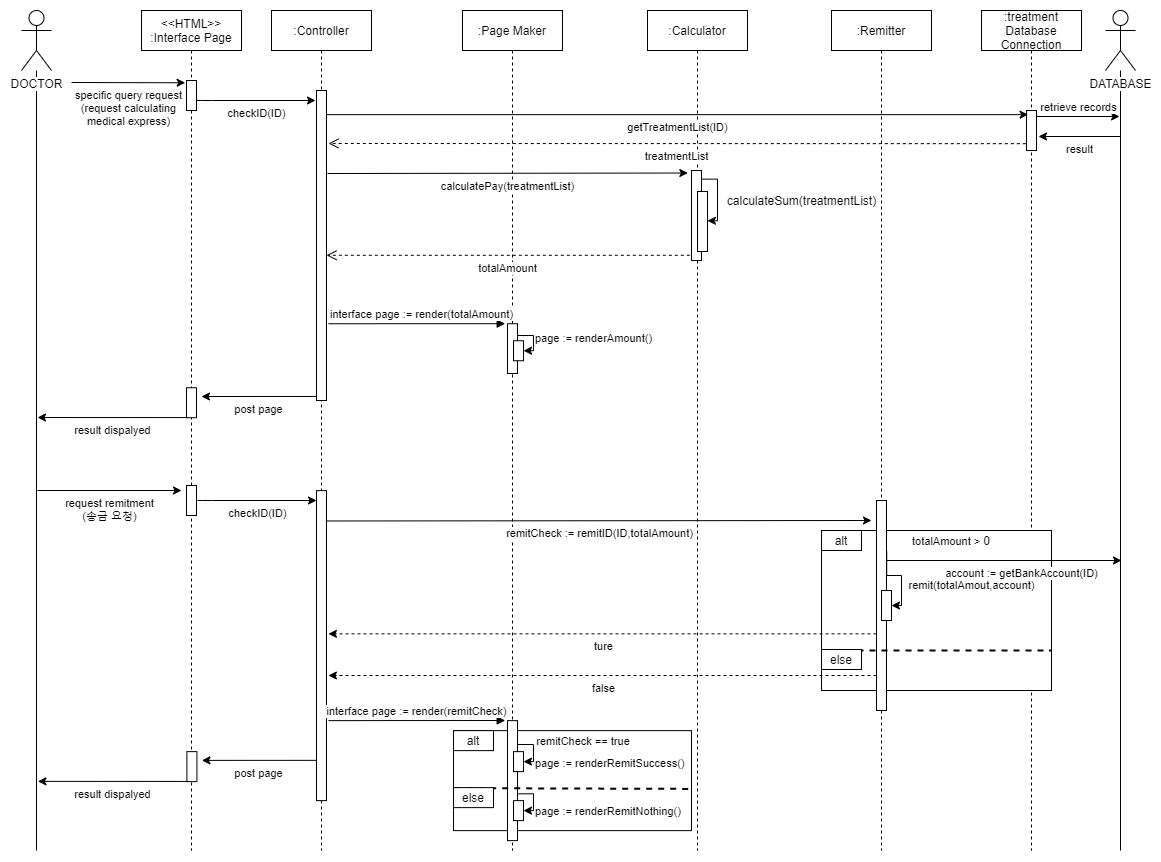 <<HTML>>
:Interface Page
:Controller
:Page Maker
:Calculator
:Remitter
:treatment
Database
Connection
DOCTOR
DATABASE
specific query request
(request calculating
medical express)
checkID(ID)
retrieve records
getTreatmentList(ID)
result
treatmentList
calculatePay(treatmentList)
calculateSum(treatmentList)
totalAmount
interface page := render(totalAmount)
page := renderAmount()
post page
result dispalyed
request remitment
(송금 요청)
checkID(ID)
remitCheck := remitID(ID,totalAmount)
alt
totalAmount > 0
account := getBankAccount(ID)
remit(totalAmout,account)
ture
else
false
interface page := render(remitCheck)
alt
remitCheck == true
page := renderRemitSuccess()
post page
result dispalyed
else
page := renderRemitNothing()